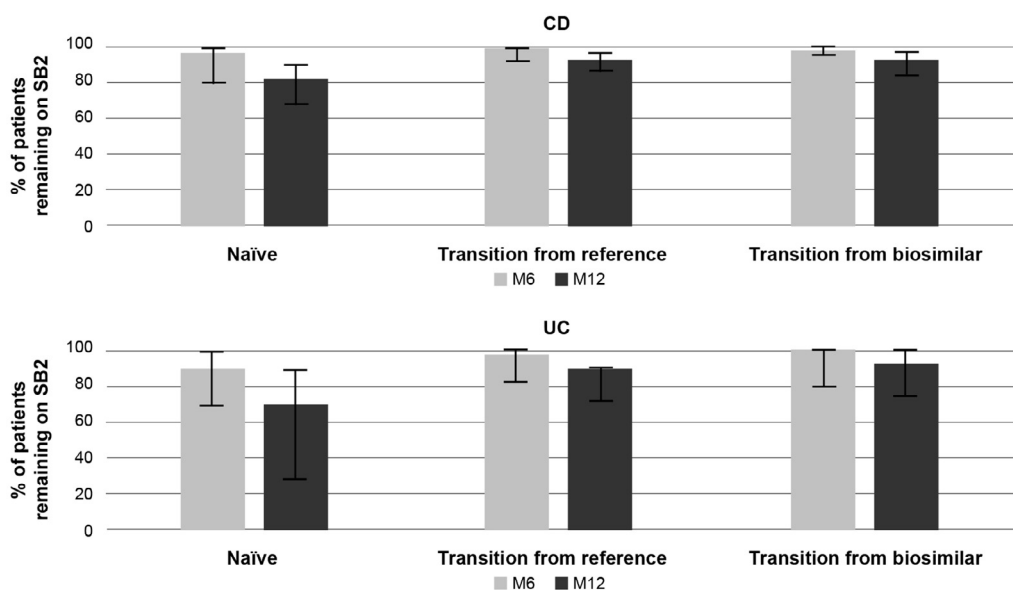 CD
% of patients
remaining on SB2
100
80
60
40
20
0
Naïve Transition from reference Transition from biosimilar
M6 M12
UC
% of patients
remaining on SB2
100
80
60
40
20
0
Naïve Transition from reference Transition from biosimilar
M6 M12